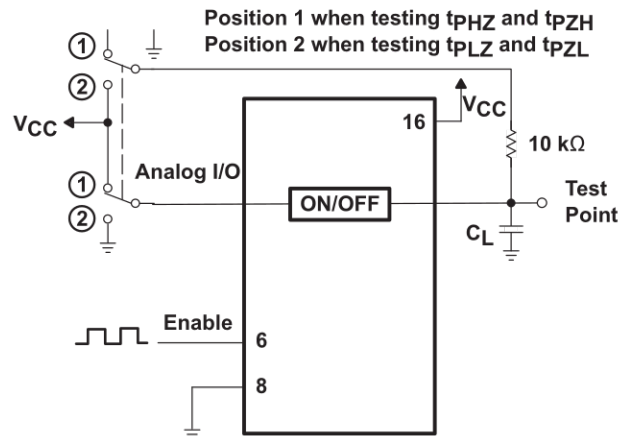 Position 1 when testing tPHZ and tPZH
Position 2 when testing tPLZ and tPZL
1
2
VCC
VCC
16
10 kΩ
Analog I/O
1
2
ON/OFF
Test
Point
CL
Enable
6
8